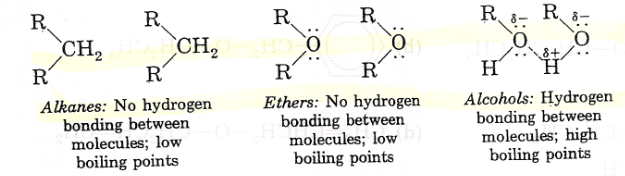 R R R R R δ– R δ–
CH₂ CH₂ :O: :O: O O
R R R R H δ+ H
Alkanes: No hydrogen
bonding between
molecules; low
boiling points
Ethers: No hydrogen
bonding between
molecules; low
boiling points
Alcohols: Hydrogen
bonding between
molecules; high
boiling points